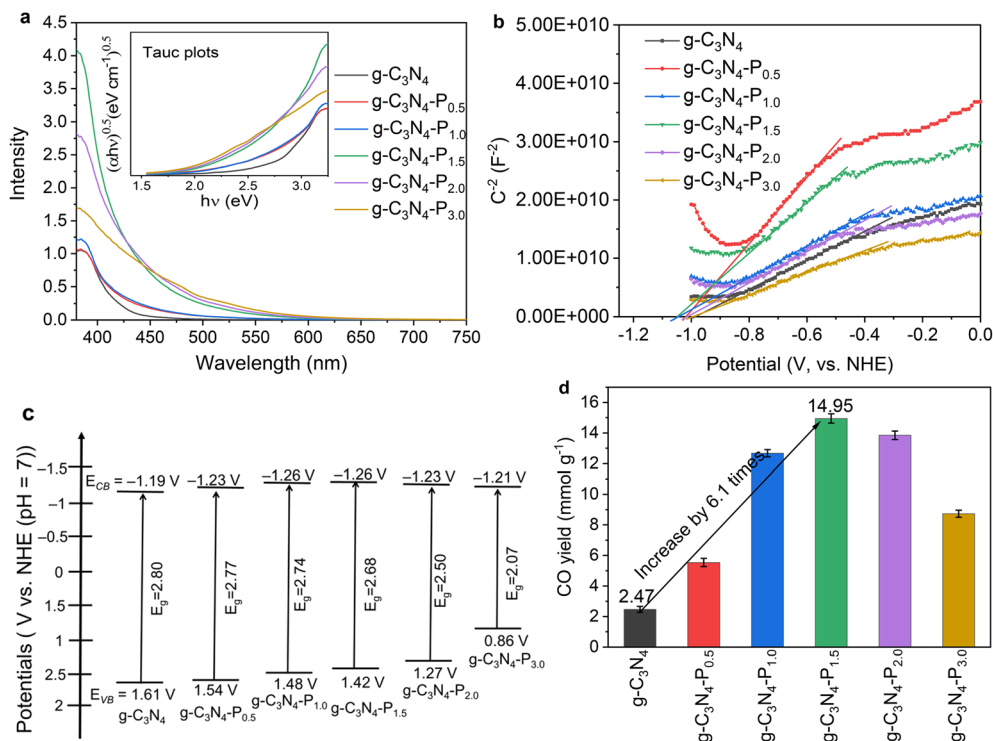 a
Intensity
4.5
4.0
3.5
3.0
2.5
2.0
1.5
1.0
0.5
0.0
Tauc plots
(αhν)^0.5 (eV cm⁻¹)^0.5
1.5 2.0 2.5 3.0
hν (eV)
g-C₃N₄
g-C₃N₄-P₀.₅
g-C₃N₄-P₁.₀
g-C₃N₄-P₁.₅
g-C₃N₄-P₂.₀
g-C₃N₄-P₃.₀
400 450 500 550 600 650 700 750
Wavelength (nm)
b
C⁻² (F⁻²)
5.00E+010
4.00E+010
3.00E+010
2.00E+010
1.00E+010
0.00E+000
g-C₃N₄
g-C₃N₄-P₀.₅
g-C₃N₄-P₁.₀
g-C₃N₄-P₁.₅
g-C₃N₄-P₂.₀
g-C₃N₄-P₃.₀
-1.2 -1.0 -0.8 -0.6 -0.4 -0.2 0.0
Potential (V, vs. NHE)
c
Potentials ( V vs. NHE (pH = 7))
−1.5
−1
−0.5
0
0.5
1.5
1
2.5
2
E_CB = −1.19 V
−1.23 V
−1.26 V
−1.26 V
−1.23 V
−1.21 V
E_g=2.80
E_g=2.77
E_g=2.74
E_g=2.68
E_g=2.50
E_g=2.07
E_VB = 1.61 V
1.54 V
1.48 V
1.42 V
1.27 V
0.86 V
g-C₃N₄
g-C₃N₄-P₀.₅
g-C₃N₄-P₁.₀
g-C₃N₄-P₁.₅
g-C₃N₄-P₂.₀
g-C₃N₄-P₃.₀
d
CO yield (mmol g⁻¹)
16
14
12
10
8
6
4
2
0
2.47
14.95
Increase by 6.1 times
g-C₃N₄
g-C₃N₄-P₀.₅
g-C₃N₄-P₁.₀
g-C₃N₄-P₁.₅
g-C₃N₄-P₂.₀
g-C₃N₄-P₃.₀